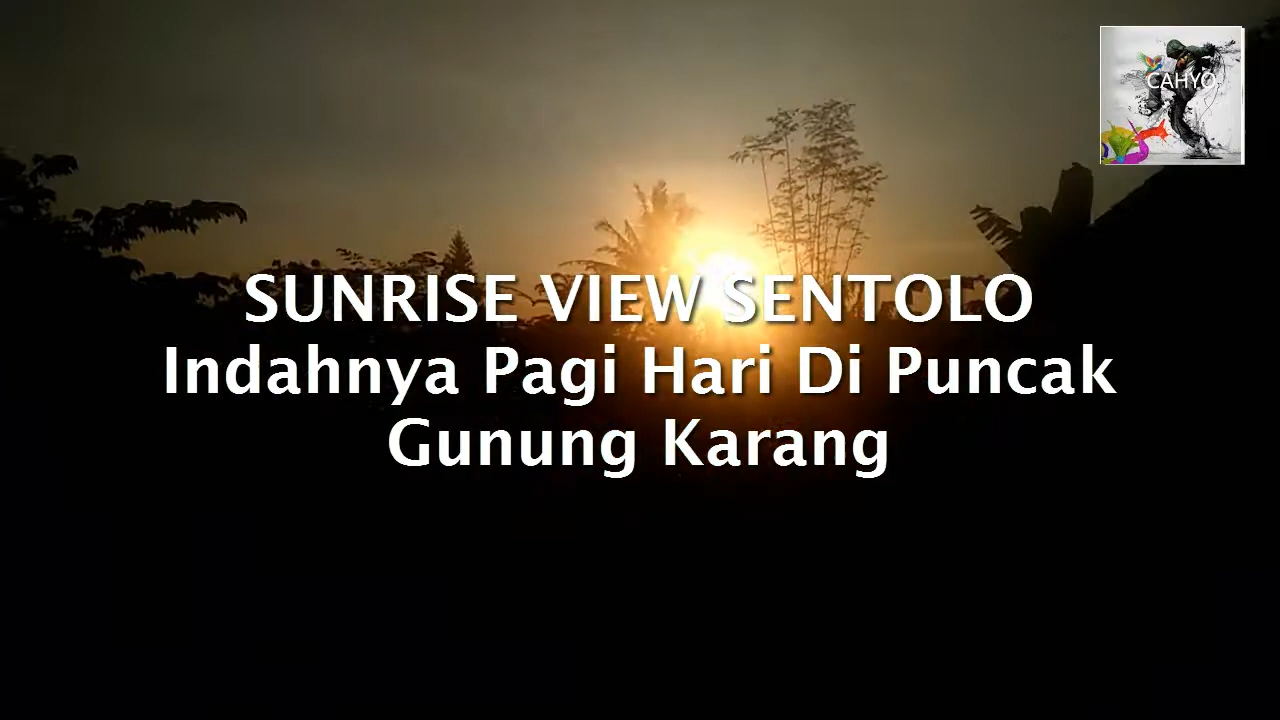 CAHYO
SUNRISE VIEW SENTOLO
Indahnya Pagi Hari Di Puncak
Gunung Karang